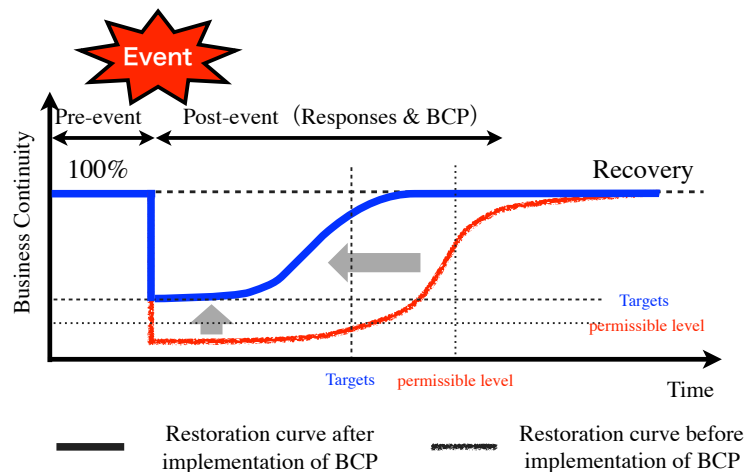 Event
Pre-event
Post-event（Responses & BCP）
100%
Recovery
Business Continuity
Targets
permissible level
Targets
permissible level
Time
Restoration curve after
implementation of BCP
Restoration curve before
implementation of BCP